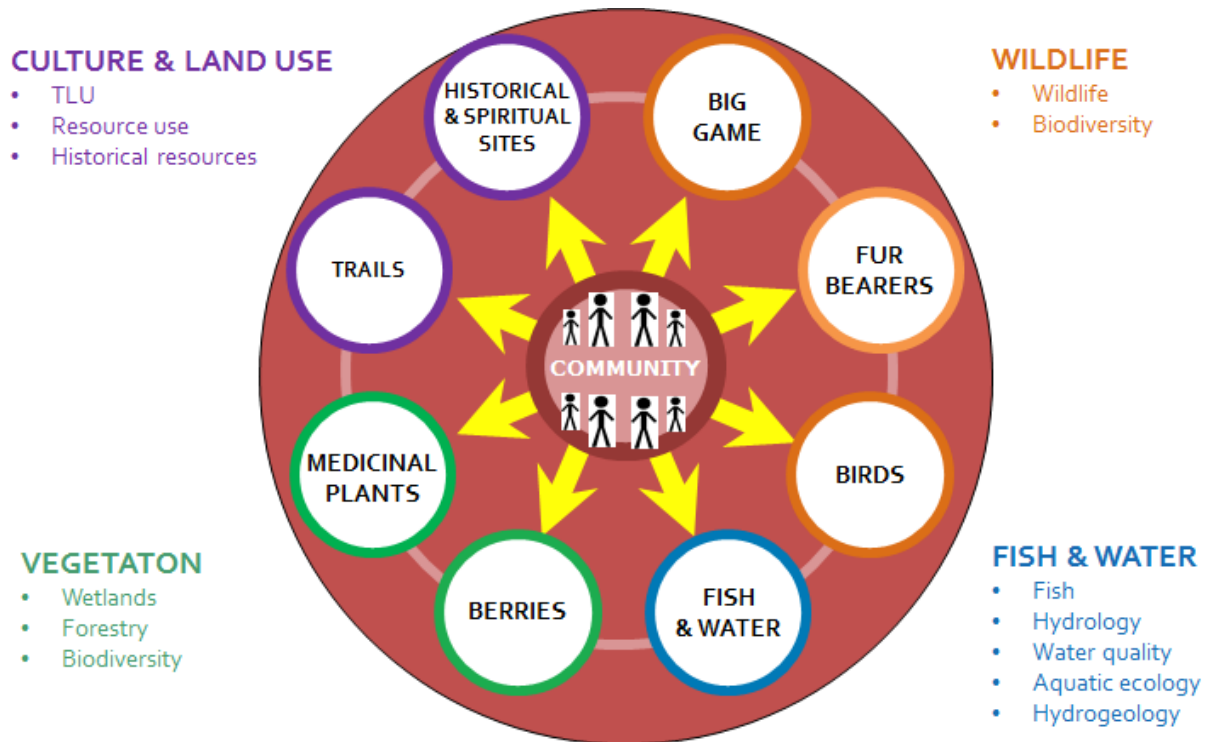 CULTURE & LAND USE
• TLU
• Resource use
• Historical resources
HISTORICAL
& SPIRITUAL
SITES
BIG
GAME
WILDLIFE
• Wildlife
• Biodiversity
TRAILS
FUR
BEARERS
COMMUNITY
MEDICINAL
PLANTS
BIRDS
BERRIES
FISH
& WATER
VEGETATON
• Wetlands
• Forestry
• Biodiversity
FISH & WATER
• Fish
• Hydrology
• Water quality
• Aquatic ecology
• Hydrogeology